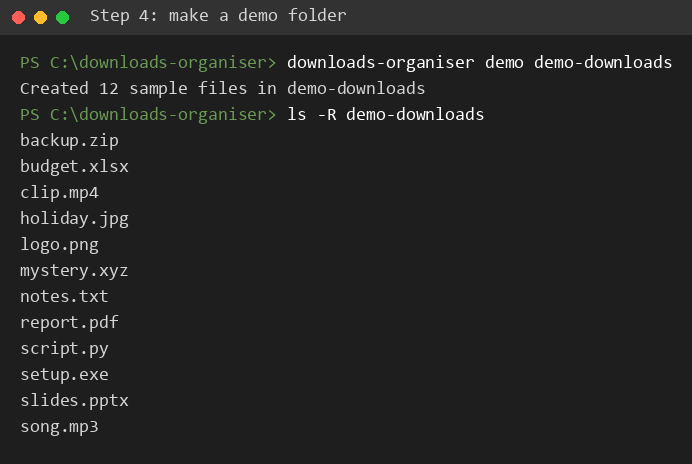 Step 4: make a demo folder
PS C:\downloads-organiser> downloads-organiser demo demo-downloads
Created 12 sample files in demo-downloads
PS C:\downloads-organiser> ls -R demo-downloads
backup.zip
budget.xlsx
clip.mp4
holiday.jpg
logo.png
mystery.xyz
notes.txt
report.pdf
script.py
setup.exe
slides.pptx
song.mp3